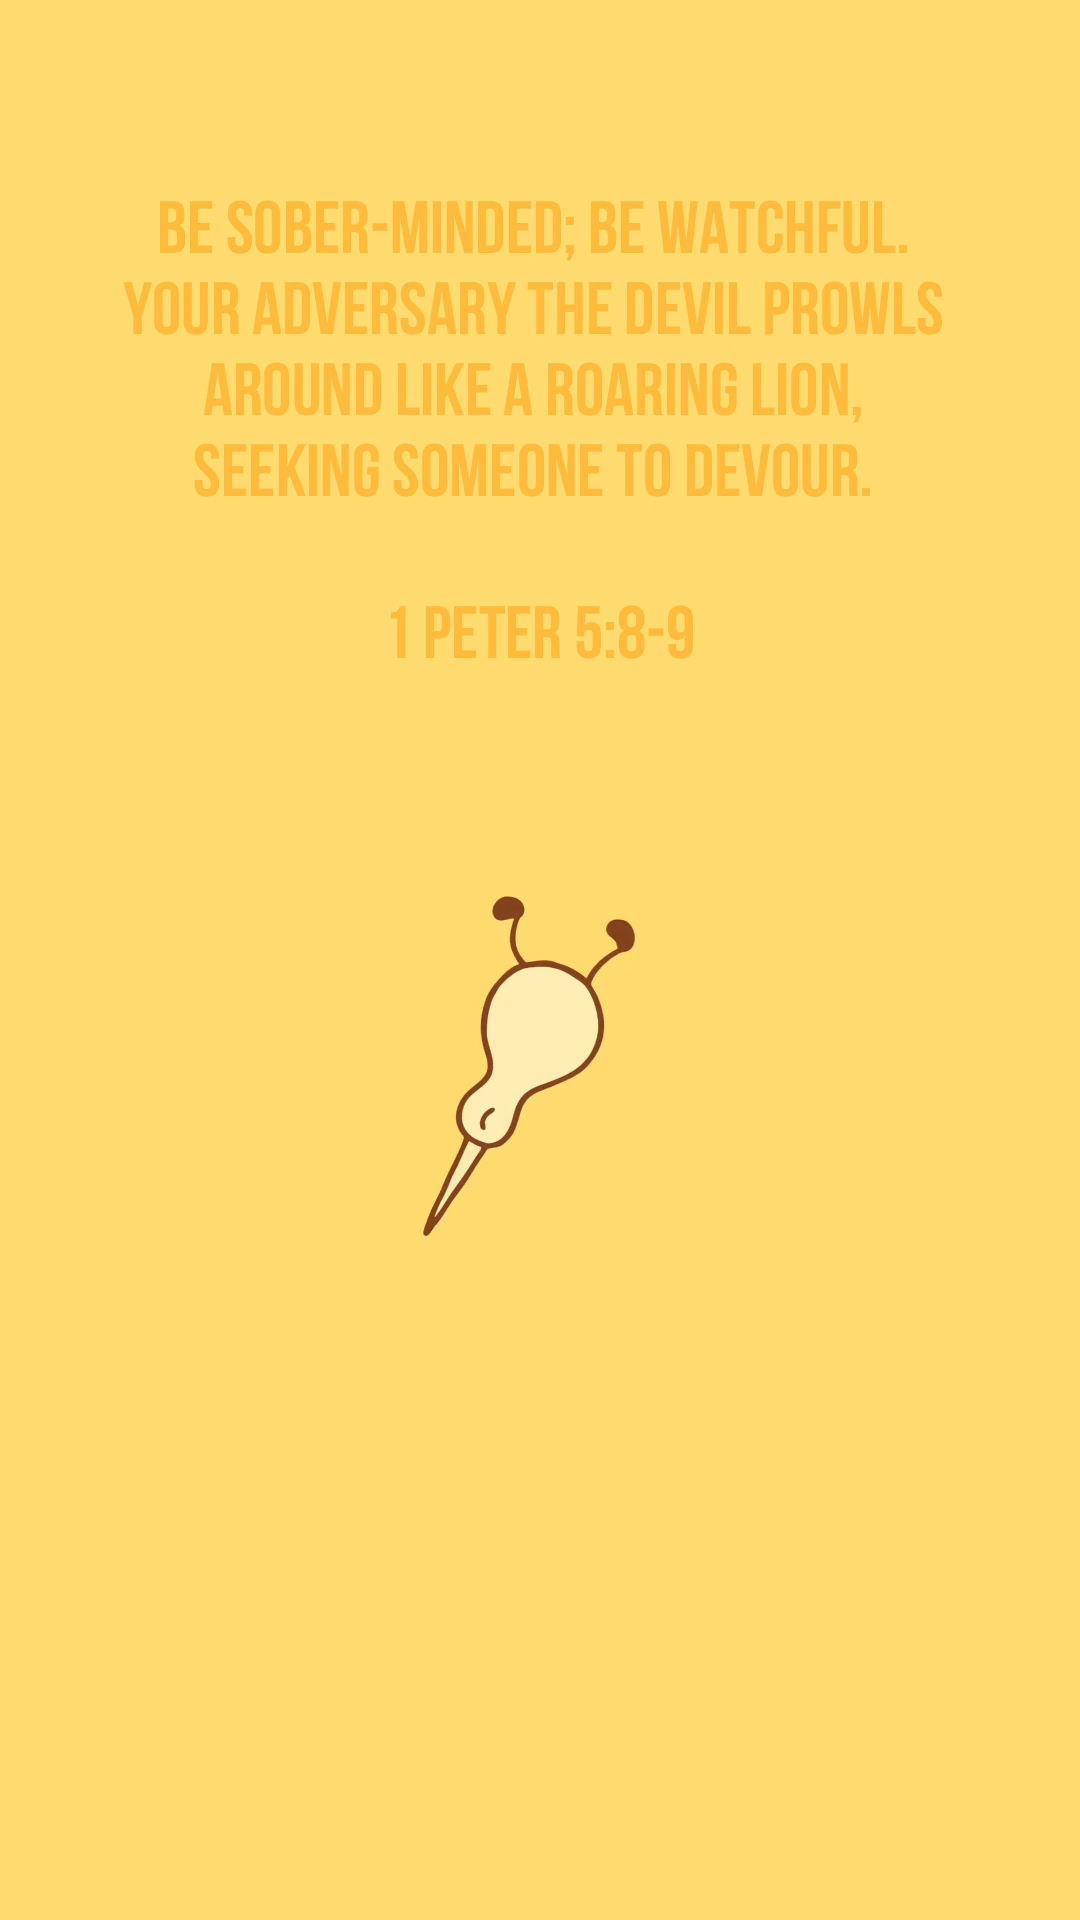 BE SOBER-MINDED; BE WATCHFUL.
YOUR ADVERSARY THE DEVIL PROWLS
AROUND LIKE A ROARING LION,
SEEKING SOMEONE TO DEVOUR.
1 PETER 5:8-9